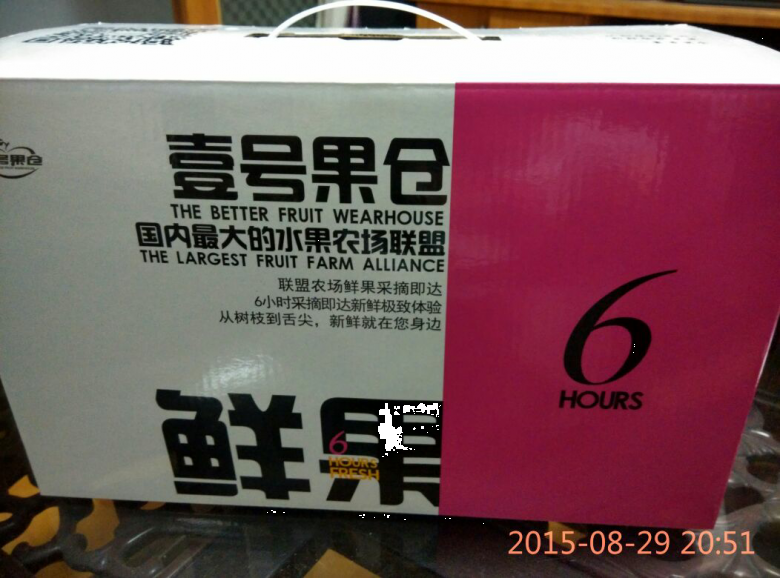 壹号果仓
THE BETTER FRUIT WEARHOUSE
国内最大的水果农场联盟
THE LARGEST FRUIT FARM ALLIANCE
联盟农场鲜果采摘即达
6小时采摘即达新鲜极致体验
从树枝到舌尖，新鲜就在您身边
鲜果
6
HOURS
FRESH
6
HOURS
2015-08-29 20:51